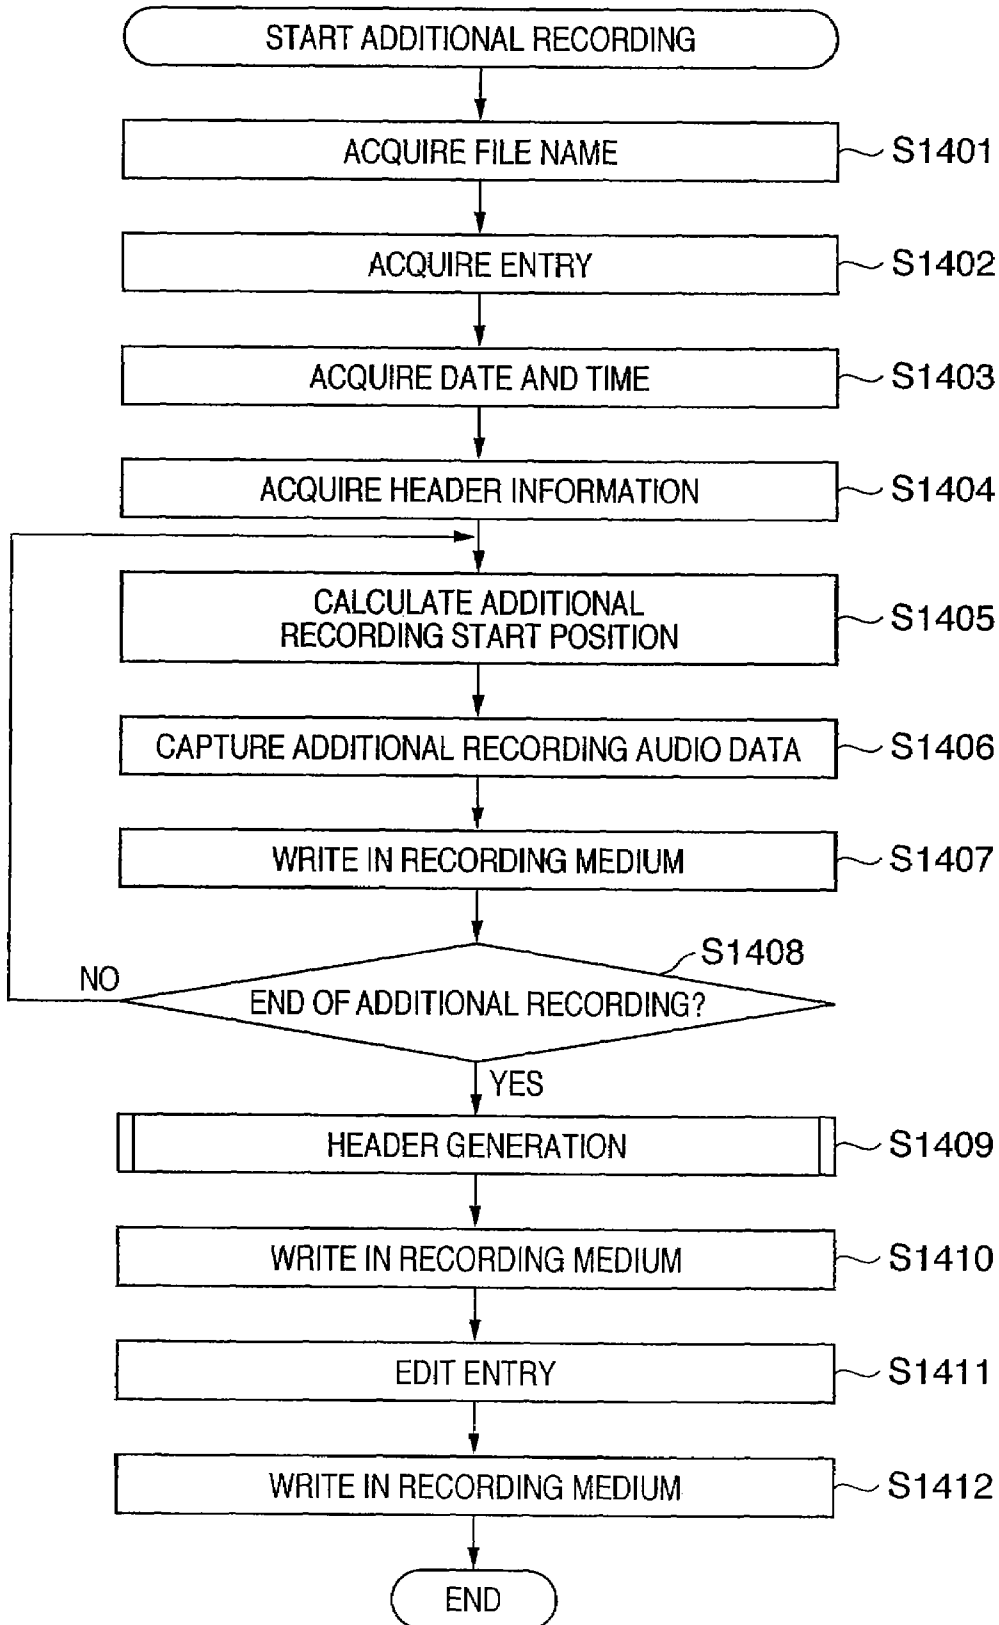 START ADDITIONAL RECORDING
ACQUIRE FILE NAME
S1401
ACQUIRE ENTRY
S1402
ACQUIRE DATE AND TIME
S1403
ACQUIRE HEADER INFORMATION
S1404
CALCULATE ADDITIONAL
RECORDING START POSITION
S1405
CAPTURE ADDITIONAL RECORDING AUDIO DATA
S1406
WRITE IN RECORDING MEDIUM
S1407
S1408
NO
END OF ADDITIONAL RECORDING?
YES
HEADER GENERATION
S1409
WRITE IN RECORDING MEDIUM
S1410
EDIT ENTRY
S1411
WRITE IN RECORDING MEDIUM
S1412
END